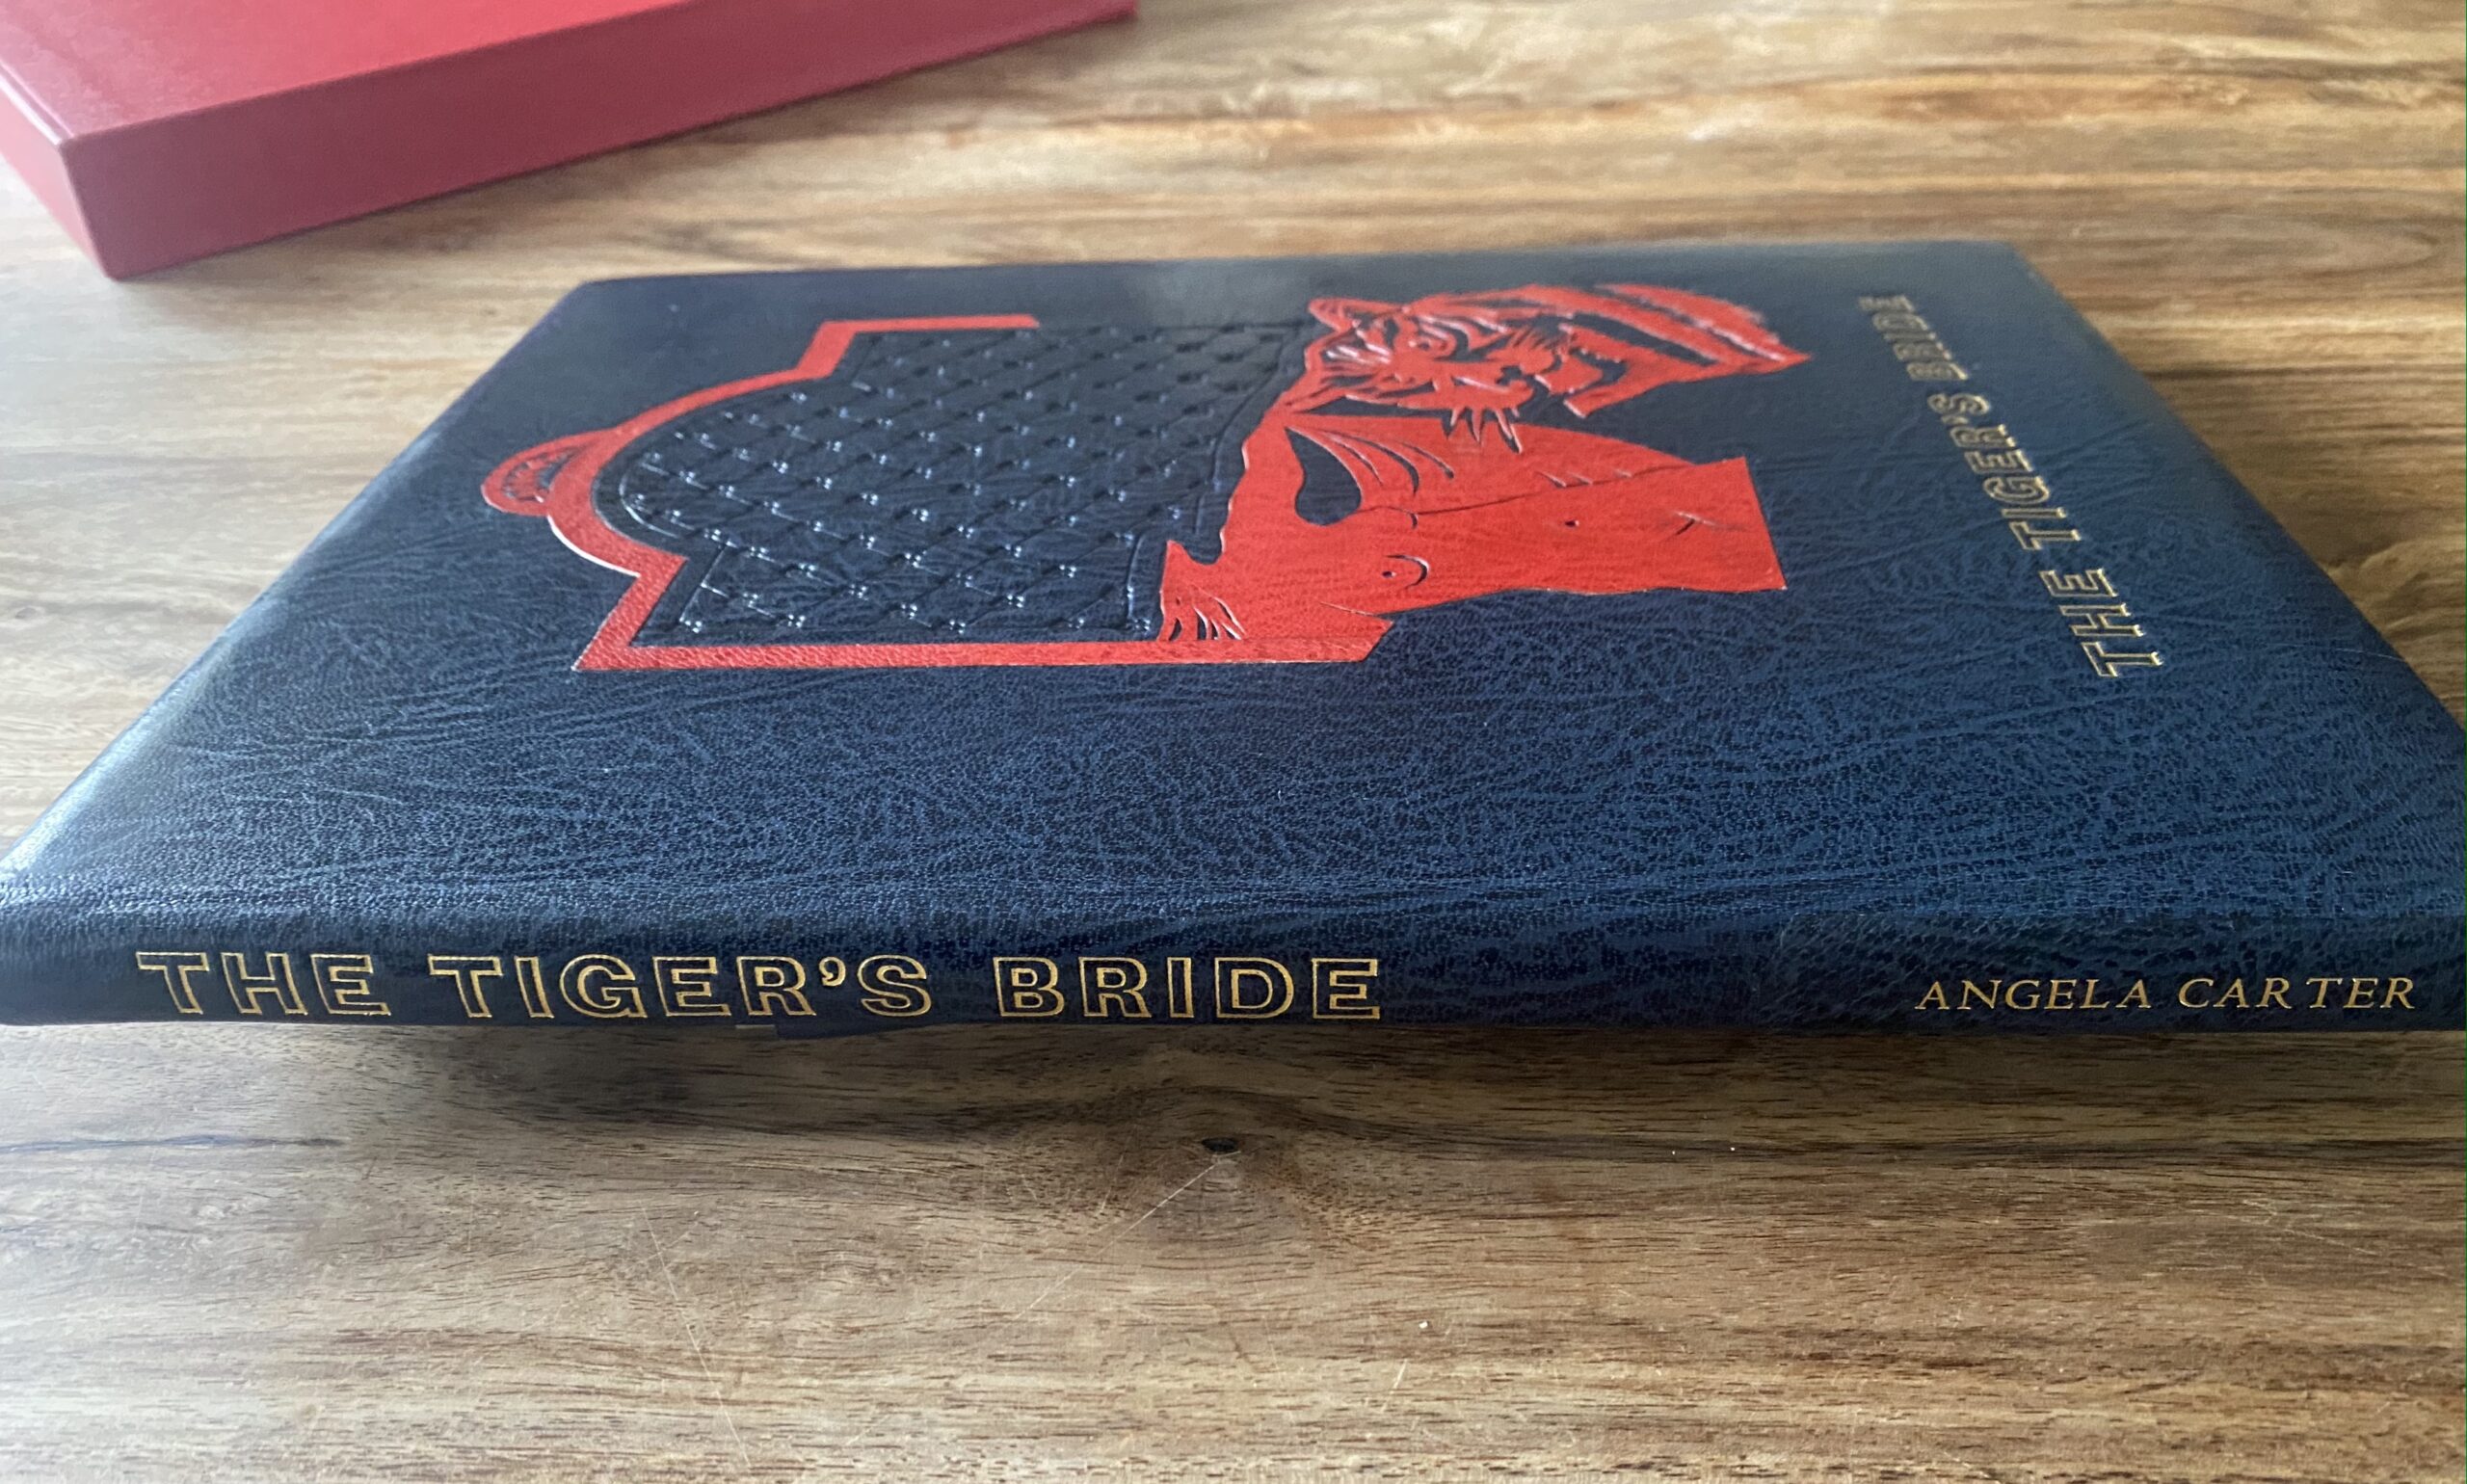 THE TIGER'S BRIDE
THE TIGER'S BRIDE
ANGELA CARTER